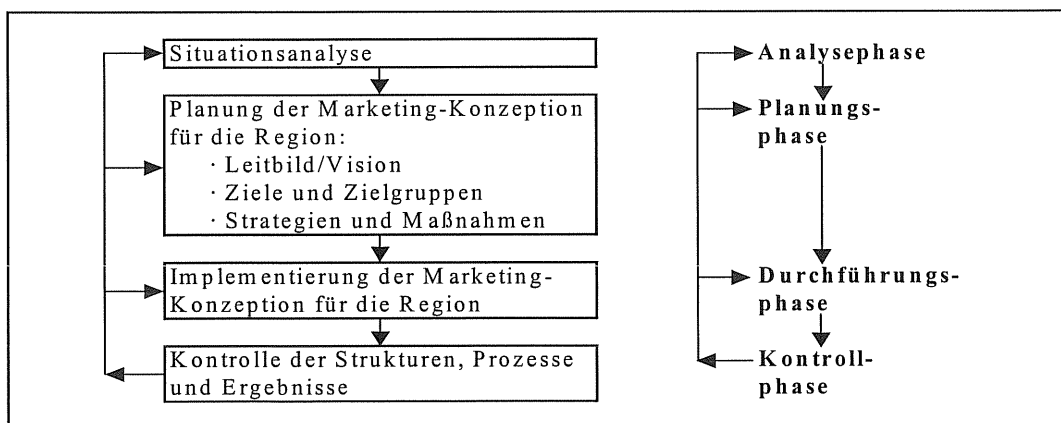 Situationsanalyse
Planung der Marketing-Konzeption
für die Region:
· Leitbild/Vision
· Ziele und Zielgruppen
· Strategien und Maßnahmen
Implementierung der Marketing-
Konzeption für die Region
Kontrolle der Strukturen, Prozesse
und Ergebnisse
Analysephase
Planungs-
phase
Durchführungs-
phase
Kontroll-
phase